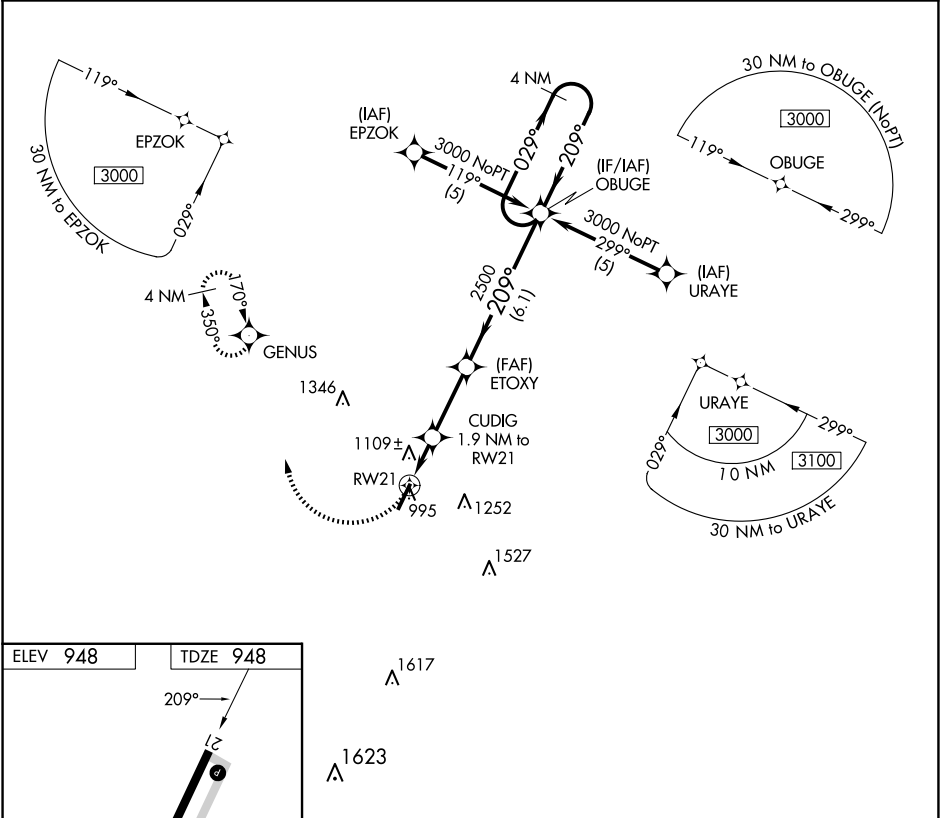 119°
EPZOK
3000
029°
30 NM to EPZOK
(IAF)
EPZOK
3000 NoPT
119°
(5)
4 NM
029°
209°
(IF/IAF)
OBUGE
3000 NoPT
299°
(5)
(IAF)
URAYE
30 NM to OBUGE (NoPT)
3000
119°
OBUGE
299°
4 NM
170°
350°
GENUS
2500
209°
(6.1)
(FAF)
ETOXY
CUDIG
1.9 NM to
RW21
1346
1109±
RW21
995
1252
1527
1617
1623
URAYE
3000
299°
029°
10 NM
3100
30 NM to URAYE
ELEV 948
TDZE 948
209°
21
P